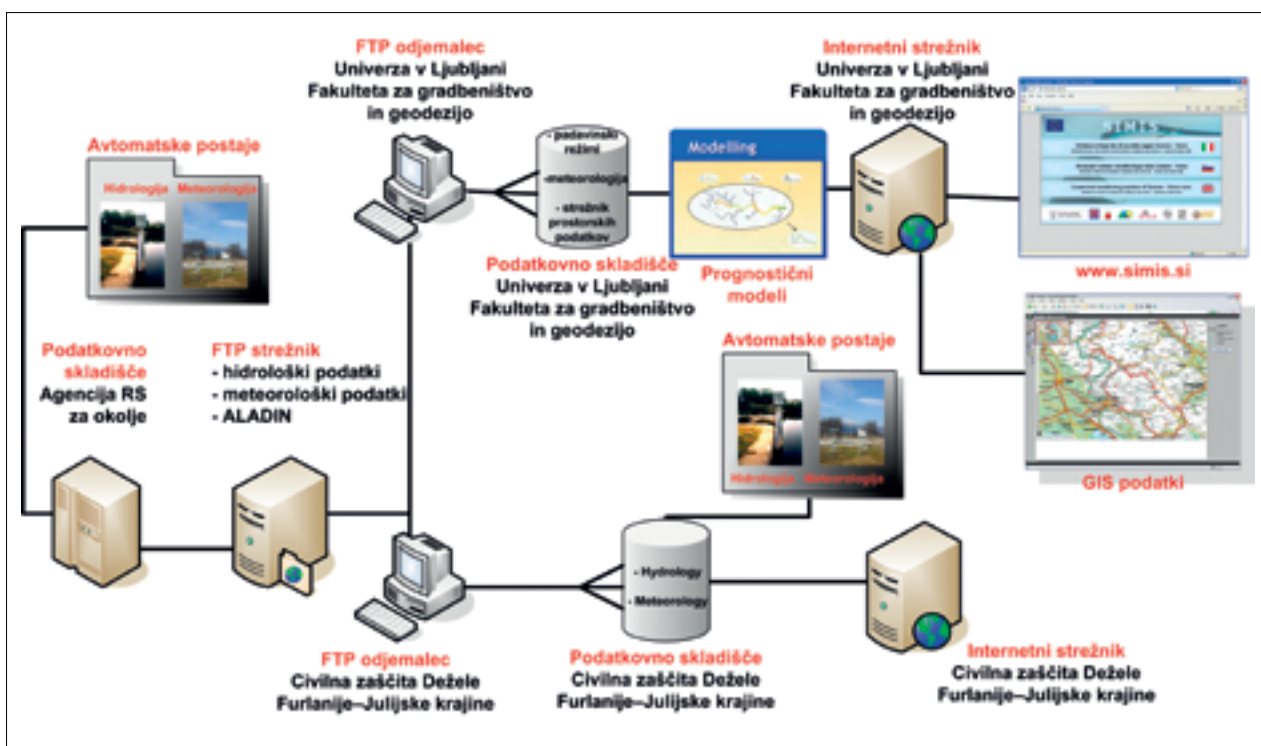 FTP odjemalec
Univerza v Ljubljani
Fakulteta za gradbeništvo
in geodezijo
Internetni strežnik
Univerza v Ljubljani
Fakulteta za gradbeništvo
in geodezijo
Avtomatske postaje
Hidrologija Meteorologija
- padavinski
režimi
-meteorologija
- strežnik
prostorskih
podatkov
Modelling
SIMIS
www.simis.si
Podatkovno skladišče
Univerza v Ljubljani
Fakulteta za gradbeništvo
in geodezijo
Prognostični
modeli
Avtomatske postaje
Hidrologija Meteorologija
Podatkovno
skladišče
Agencija RS
za okolje
FTP strežnik
- hidrološki podatki
- meteorološki podatki
- ALADIN
GIS podatki
- Hydrology
- Meteorology
FTP odjemalec
Civilna zaščita Dežele
Furlanije–Julijske krajine
Podatkovno skladišče
Civilna zaščita Dežele
Furlanije–Julijske krajine
Internetni strežnik
Civilna zaščita Dežele
Furlanije–Julijske krajine